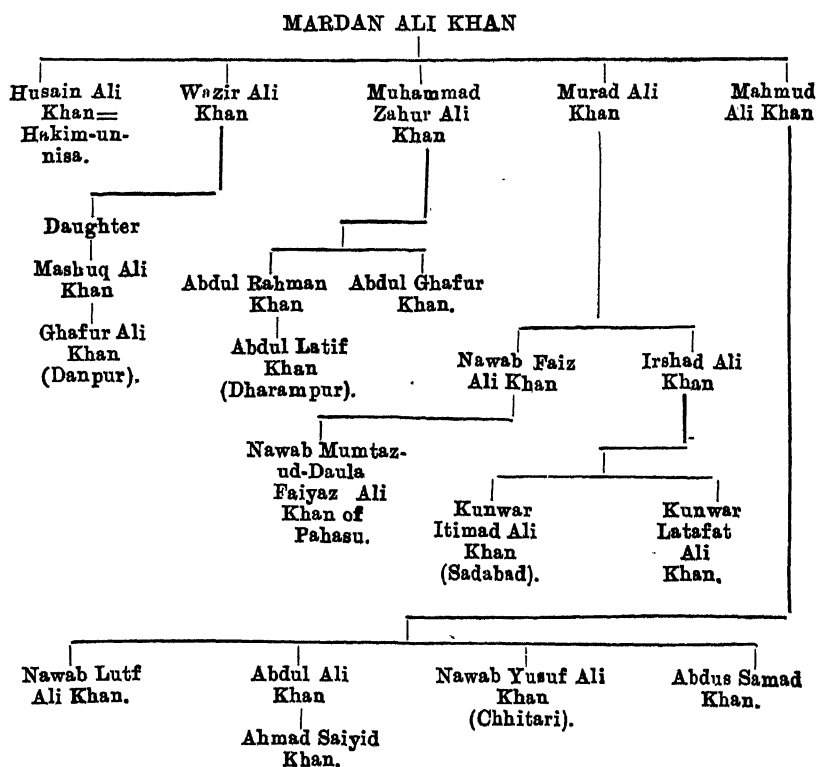 MARDAN ALI KHAN
Husain Ali
Khan=
Hakim-un-
nisa.
Wazir Ali
Khan
Muhammad
Zahur Ali
Khan
Murad Ali
Khan
Mahmud
Ali Khan
Daughter
Mashuq Ali
Khan
Ghafur Ali
Khan
(Danpur).
Abdul Rahman
Khan
Abdul Ghafur
Khan.
Abdul Latif
Khan
(Dharampur).
Nawab Faiz
Ali Khan
Irshad Ali
Khan
Nawab Mumtaz-
ud-Daula
Faiyaz Ali
Khan of
Pahasu.
Kunwar
Itimad Ali
Khan
(Sadabad).
Kunwar
Latafat
Ali
Khan.
Nawab Lutf
Ali Khan.
Abdul Ali
Khan
Ahmad Saiyid
Khan.
Nawab Yusuf Ali
Khan
(Chhitari).
Abdus Samad
Khan.